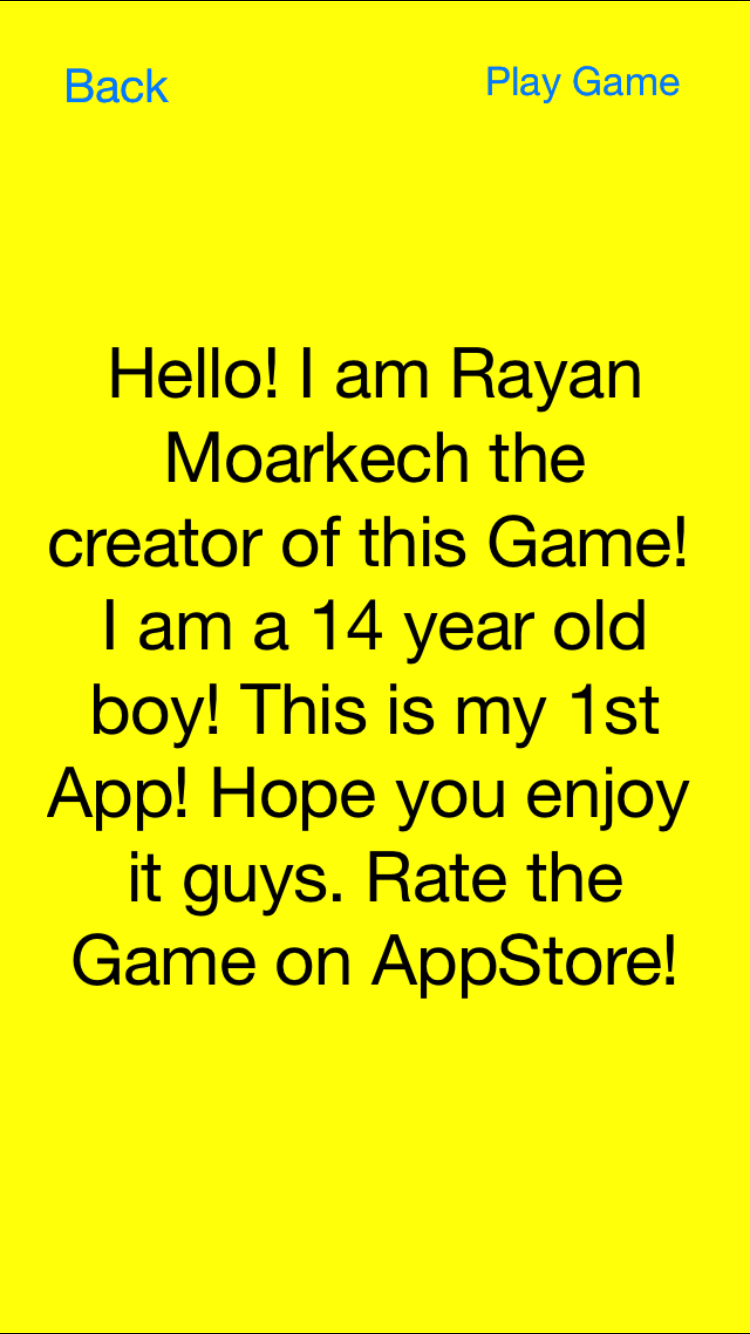 Back
Play Game
Hello! I am Rayan
Moarkech the
creator of this Game!
I am a 14 year old
boy! This is my 1st
App! Hope you enjoy
it guys. Rate the
Game on AppStore!